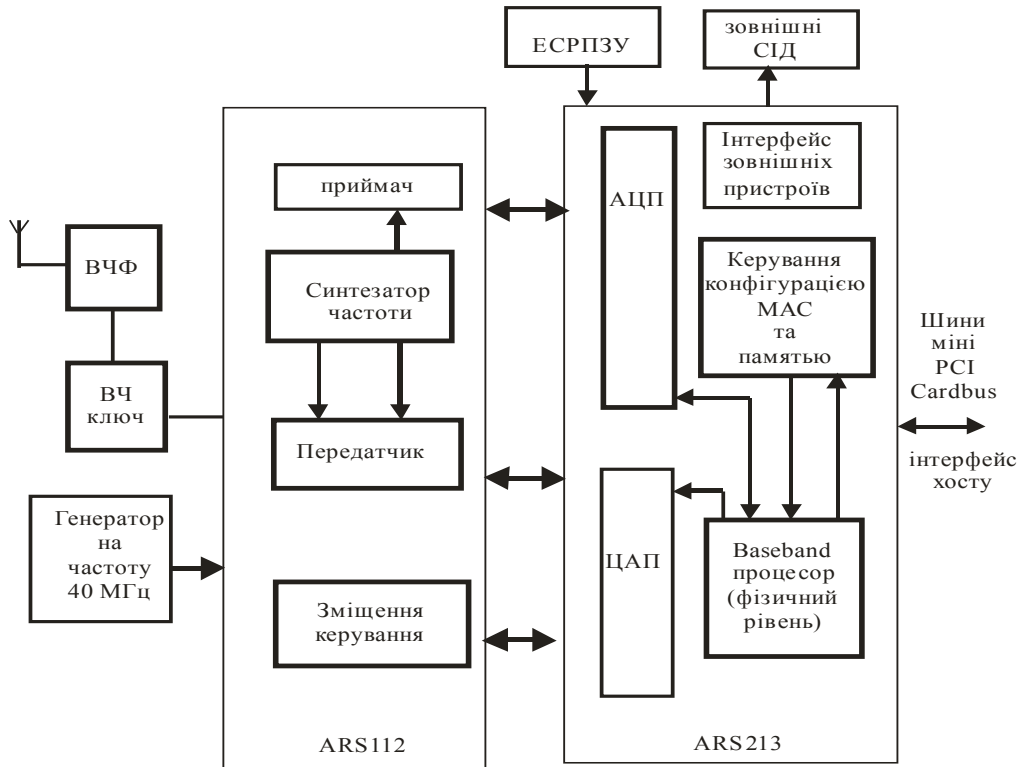 ЕСРПЗУ
зовнішні
СІД
приймач
АЦП
Інтерфейс
зовнішніх
пристроїв
ВЧФ
Синтезатор
частоти
Керування
конфігурацією
МАС
та
памятью
Шини
міні
PCI
Cardbus
ВЧ
ключ
Передатчик
інтерфейс
хосту
Генератор
на
частоту
40 МГц
ЦАП
Baseband
процесор
(фізичний
рівень)
Зміщення
керування
ARS112
ARS213